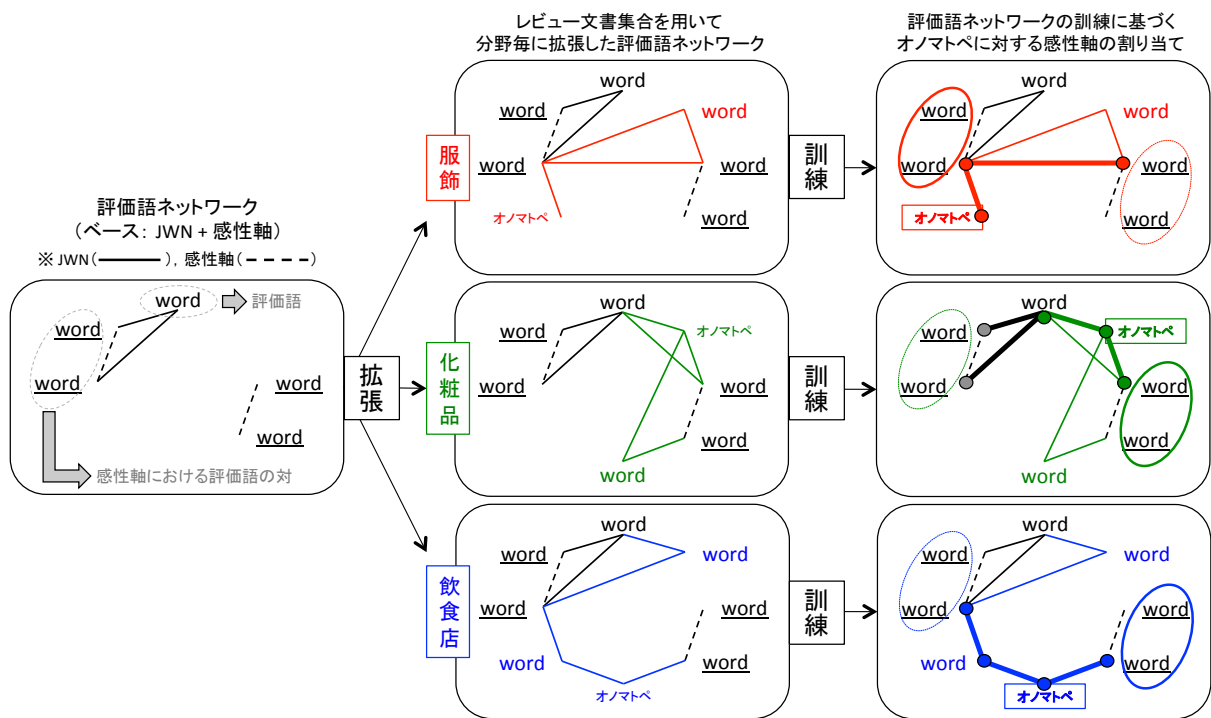 レビュー文書集合を用いて
分野毎に拡張した評価語ネットワーク
評価語ネットワークの訓練に基づく
オノマトペに対する感性軸の割り当て
評価語ネットワーク
（ベース: JWN + 感性軸）
※ JWN（———）, 感性軸（- - - -）
word
評価語
word
word
word
word
感性軸における評価語の対
拡張
服飾
word
word
word
word
word
word
オノマトペ
訓練
word
word
word
word
word
word
オノマトペ
化粧品
word
word
オノマトペ
word
word
word
word
訓練
word
word
オノマトペ
word
word
word
word
飲食店
word
word
word
word
word
word
word
オノマトペ
訓練
word
word
word
word
word
word
word
オノマトペ